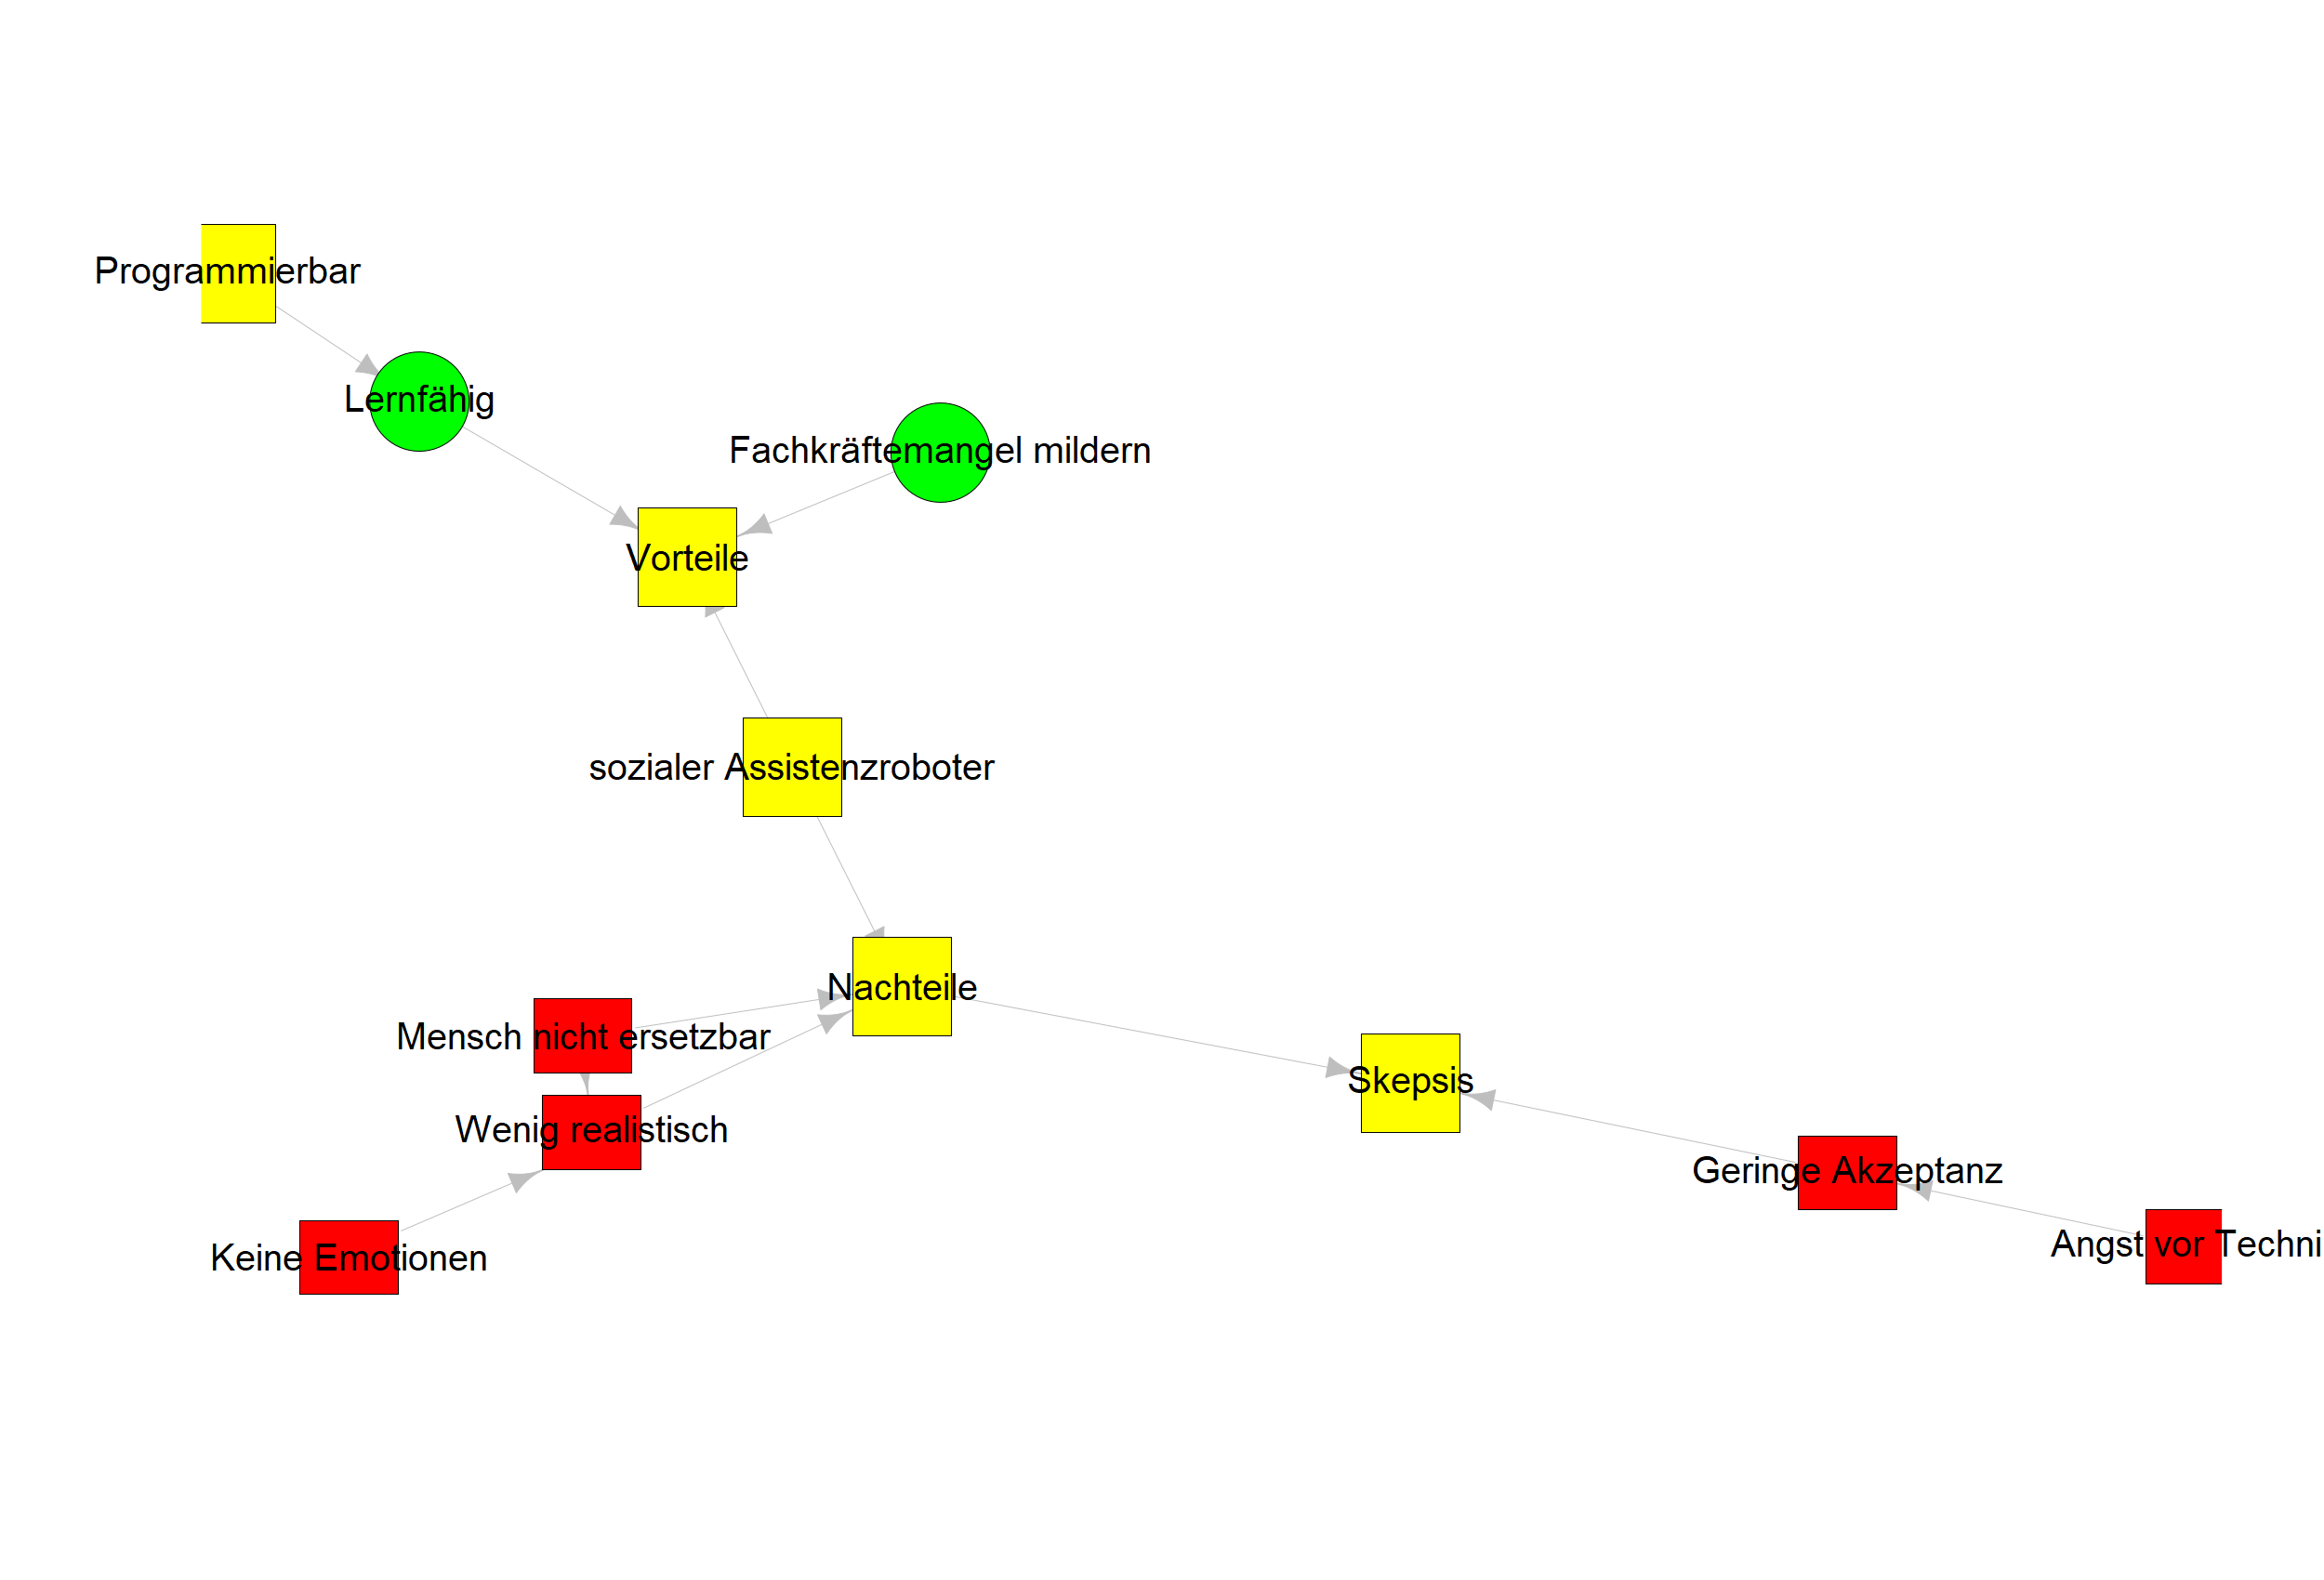 Programmierbar
Lernfähig
Fachkräftemangel mildern
Vorteile
sozialer Assistenzroboter
Nachteile
Mensch nicht ersetzbar
Skepsis
Wenig realistisch
Geringe Akzeptanz
Angst vor Techni
Keine Emotionen